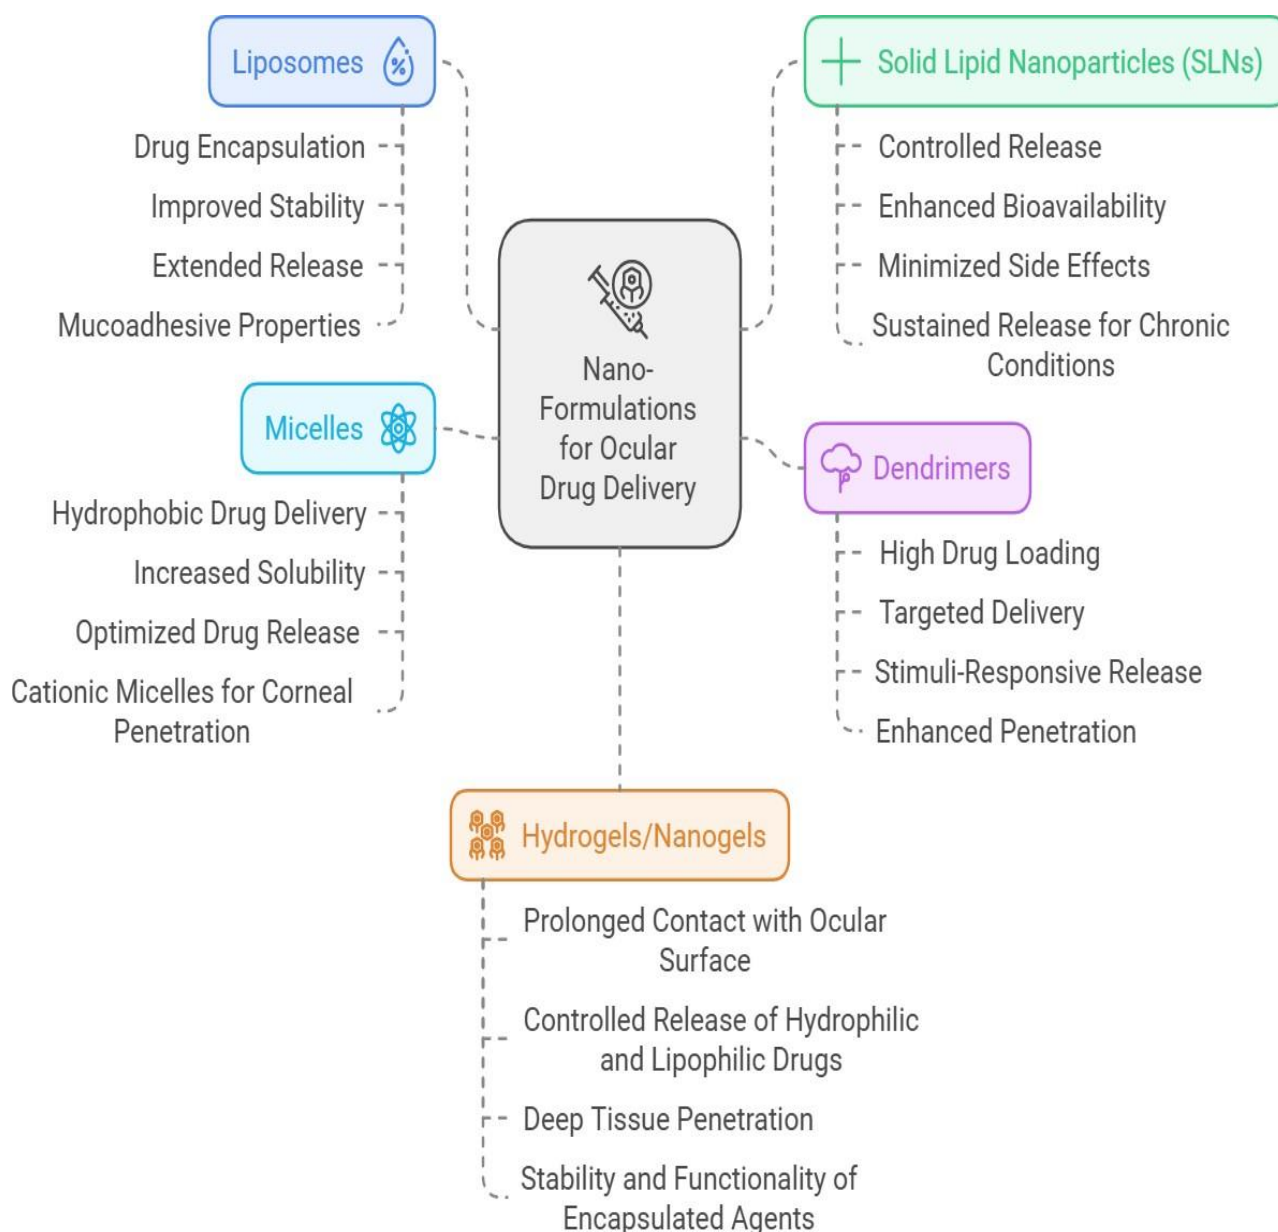 Liposomes
Drug Encapsulation
Improved Stability
Extended Release
Mucoadhesive Properties
Micelles
Hydrophobic Drug Delivery
Increased Solubility
Optimized Drug Release
Cationic Micelles for Corneal
Penetration
Nano-
Formulations
for Ocular
Drug Delivery
Solid Lipid Nanoparticles (SLNs)
Controlled Release
Enhanced Bioavailability
Minimized Side Effects
Sustained Release for Chronic
Conditions
Dendrimers
High Drug Loading
Targeted Delivery
Stimuli-Responsive Release
Enhanced Penetration
Hydrogels/Nanogels
Prolonged Contact with Ocular
Surface
Controlled Release of Hydrophilic
and Lipophilic Drugs
Deep Tissue Penetration
Stability and Functionality of
Encapsulated Agents